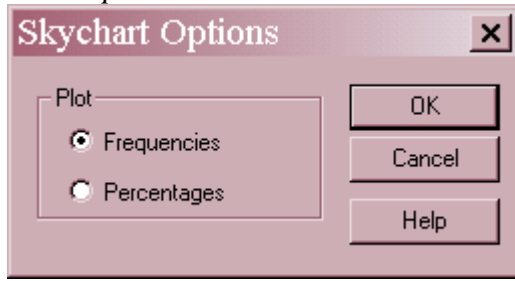 Skychart Options
Plot
Frequencies
Percentages
OK
Cancel
Help